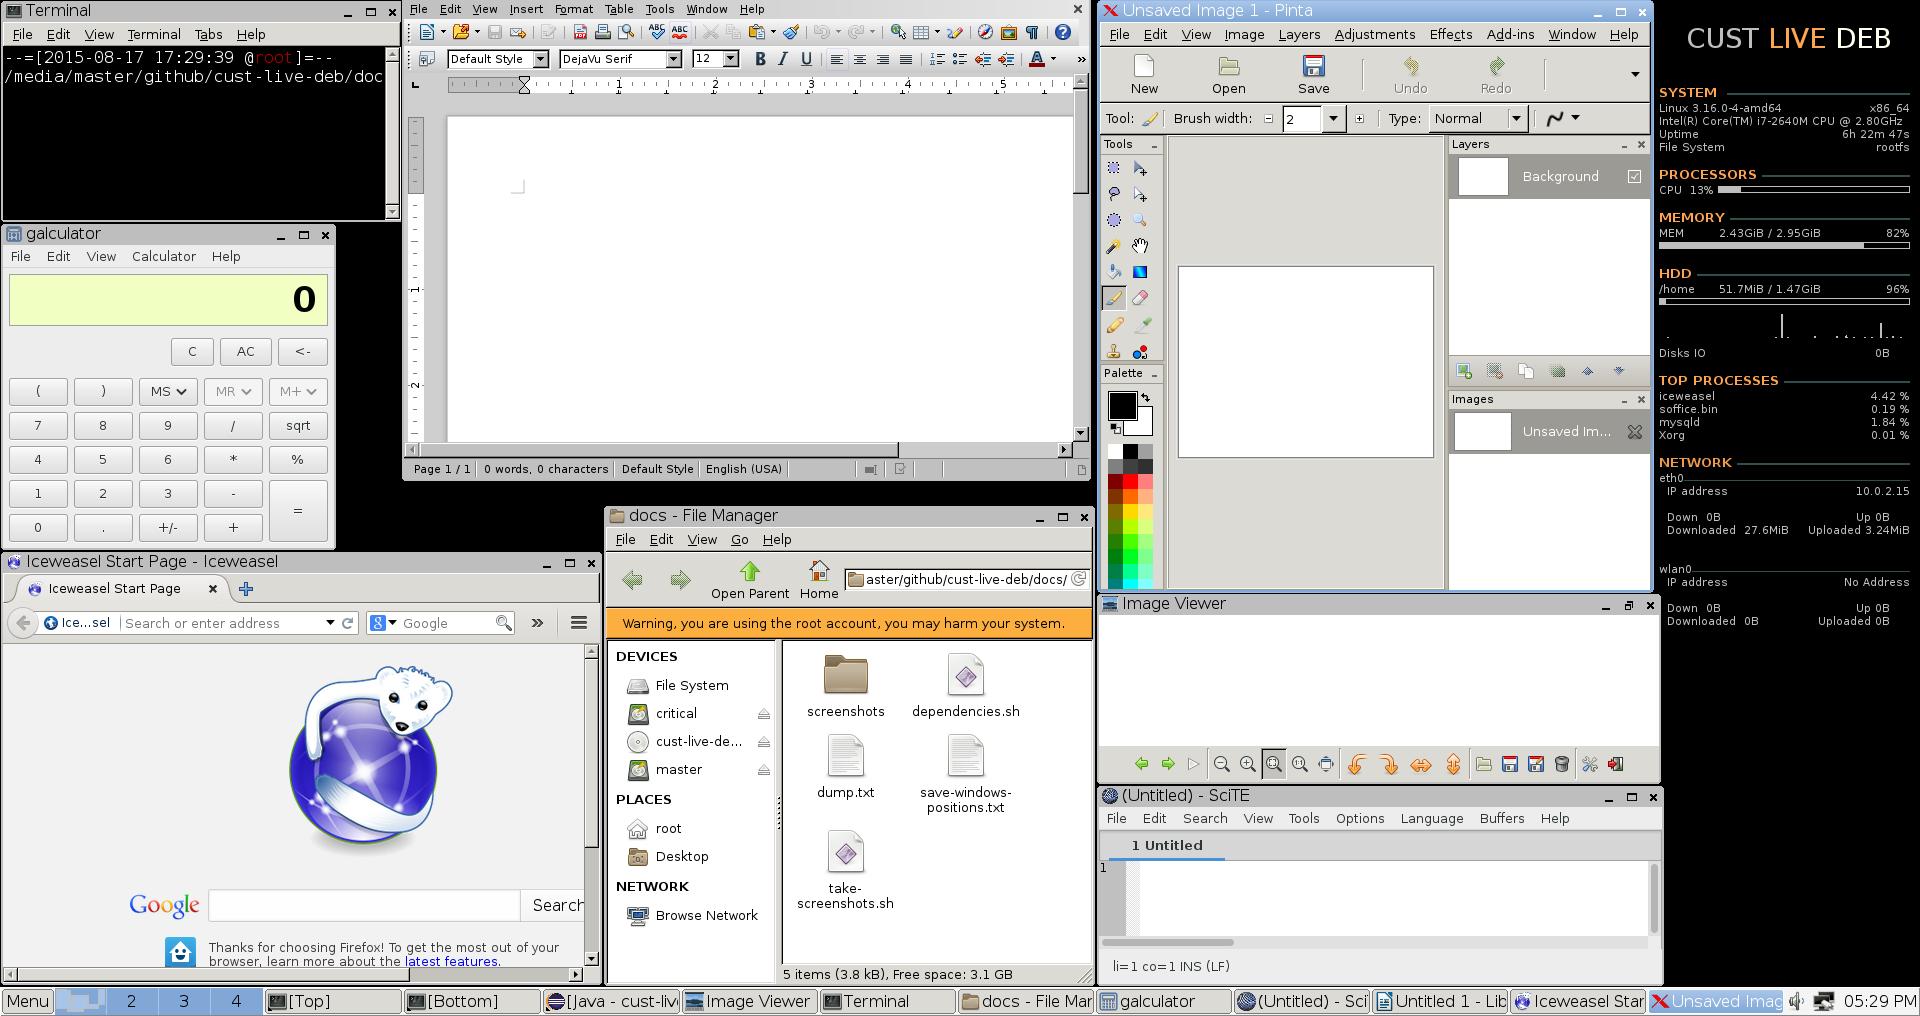 Terminal
File Edit View Terminal Tabs Help
--=[2015-08-17 17:29:39 @root]=--
/media/master/github/cust-live-deb/doc
galculator
File Edit View Calculator Help
0
C AC <-
( ) MS MR M+
7 8 9 / sqrt
4 5 6 * %
1 2 3 -
0 . +/- + =
File Edit View Insert Format Table Tools Window Help
Default Style DejaVu Serif 12 B I U A »
1 2 3 4 5
1
2
Page 1 / 1 0 words, 0 characters Default Style English (USA)
Unsaved Image 1 - Pinta
File Edit View Image Layers Adjustments Effects Add-ins Window Help
New Open Save Undo Redo
Tool: Brush width: 2 Type: Normal
Tools
Palette
Layers
Background
Images
Unsaved Im...
CUST LIVE DEB
SYSTEM
Linux 3.16.0-4-amd64 x86_64
Intel(R) Core(TM) i7-2640M CPU @ 2.80GHz
Uptime 6h 22m 47s
File System rootfs
PROCESSORS
CPU 13%
MEMORY
MEM 2.43GiB / 2.95GiB 82%
HDD
/home 51.7MiB / 1.47GiB 96%
Disks IO 0B
TOP PROCESSES
iceweasel 4.42 %
soffice.bin 0.19 %
mysqld 1.84 %
Xorg 0.01 %
NETWORK
eth0
IP address 10.0.2.15
Down 0B Up 0B
Downloaded 27.6MiB Uploaded 3.24MiB
wlan0
IP address No Address
Down 0B Up 0B
Downloaded 0B Uploaded 0B
Iceweasel Start Page - Iceweasel
Iceweasel Start Page
Ice...sel Search or enter address Google »
Google Search
Thanks for choosing Firefox! To get the most out of your
browser, learn more about the latest features.
docs - File Manager
File Edit View Go Help
Open Parent Home aster/github/cust-live-deb/docs/
Warning, you are using the root account, you may harm your system.
DEVICES
File System
critical
cust-live-de...
master
PLACES
root
Desktop
NETWORK
Browse Network
screenshots dependencies.sh
dump.txt save-windows-
positions.txt
take-
screenshots.sh
5 items (3.8 kB), Free space: 3.1 GB
Image Viewer
(Untitled) - SciTE
File Edit Search View Tools Options Language Buffers Help
1 Untitled
1
li=1 co=1 INS (LF)
Menu 2 3 4 [Top] [Bottom] [Java - cust-liv Image Viewer Terminal docs - File Mar galculator (Untitled) - Sci Untitled 1 - Lib Iceweasel Star Unsaved Imag 05:29 PM